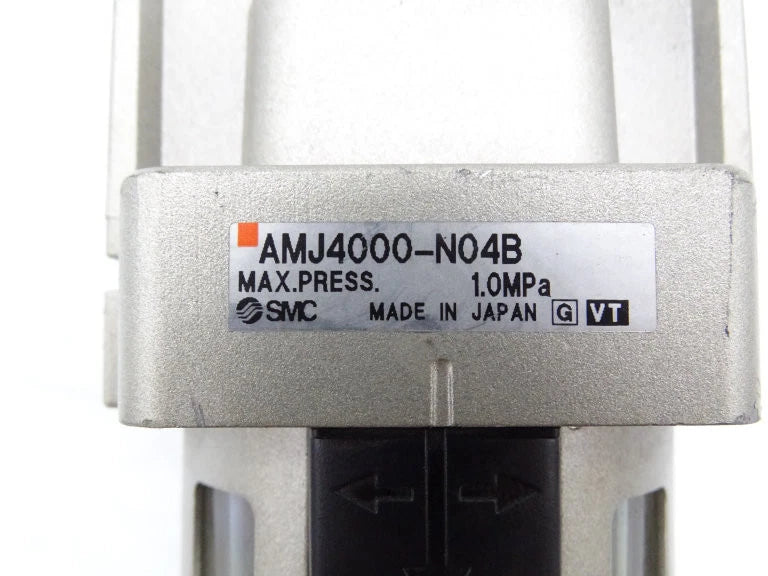 AMJ4000-N04B
MAX.PRESS. 1.0MPa
SMC MADE IN JAPAN G VT